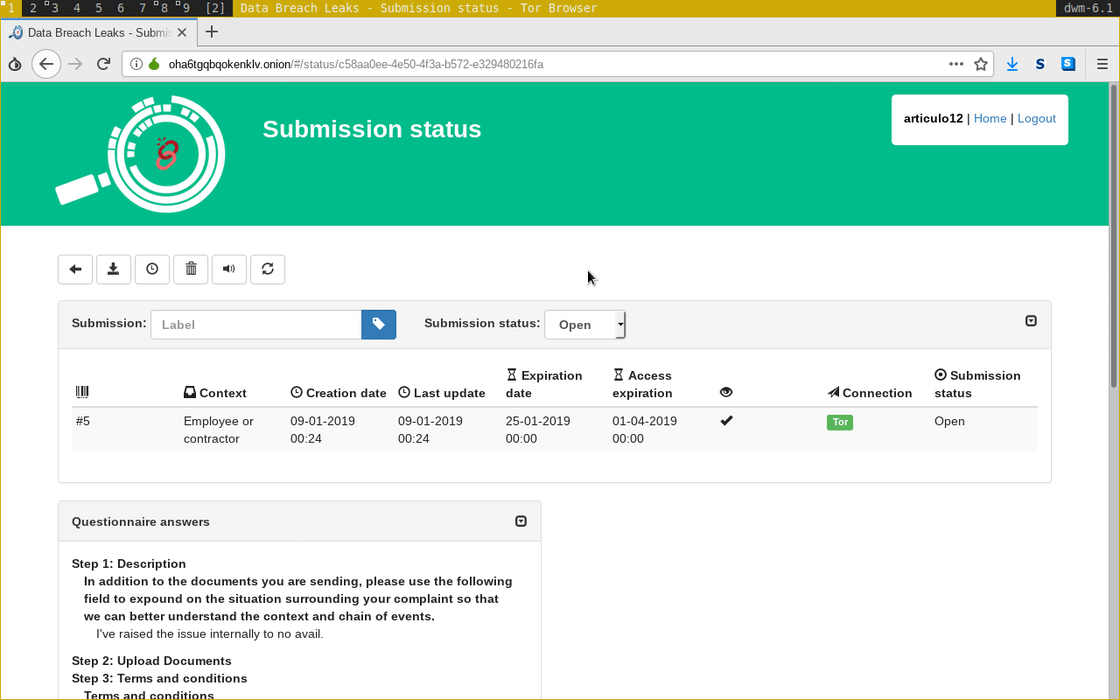 1 2 3 4 5 6 7 8 9 [2] Data Breach Leaks - Submission status - Tor Browser dwm-6.1
Data Breach Leaks - Submis
oha6tgqbqokenklv.onion/#/status/c58aa0ee-4e50-4f3a-b572-e329480216fa
Submission status
articulo12 | Home | Logout
Submission: Label Submission status: Open
Context Creation date Last update Expiration date Access expiration Connection Submission status
#5 Employee or contractor 09-01-2019 00:24 09-01-2019 00:24 25-01-2019 00:00 01-04-2019 00:00 Tor Open
Questionnaire answers
Step 1: Description
In addition to the documents you are sending, please use the following
field to expound on the situation surrounding your complaint so that
we can better understand the context and chain of events.
I've raised the issue internally to no avail.
Step 2: Upload Documents
Step 3: Terms and conditions
Terms and conditions